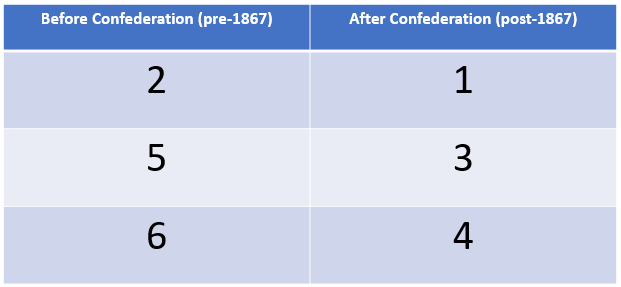 Before Confederation (pre-1867) After Confederation (post-1867)
2 1
5 3
6 4